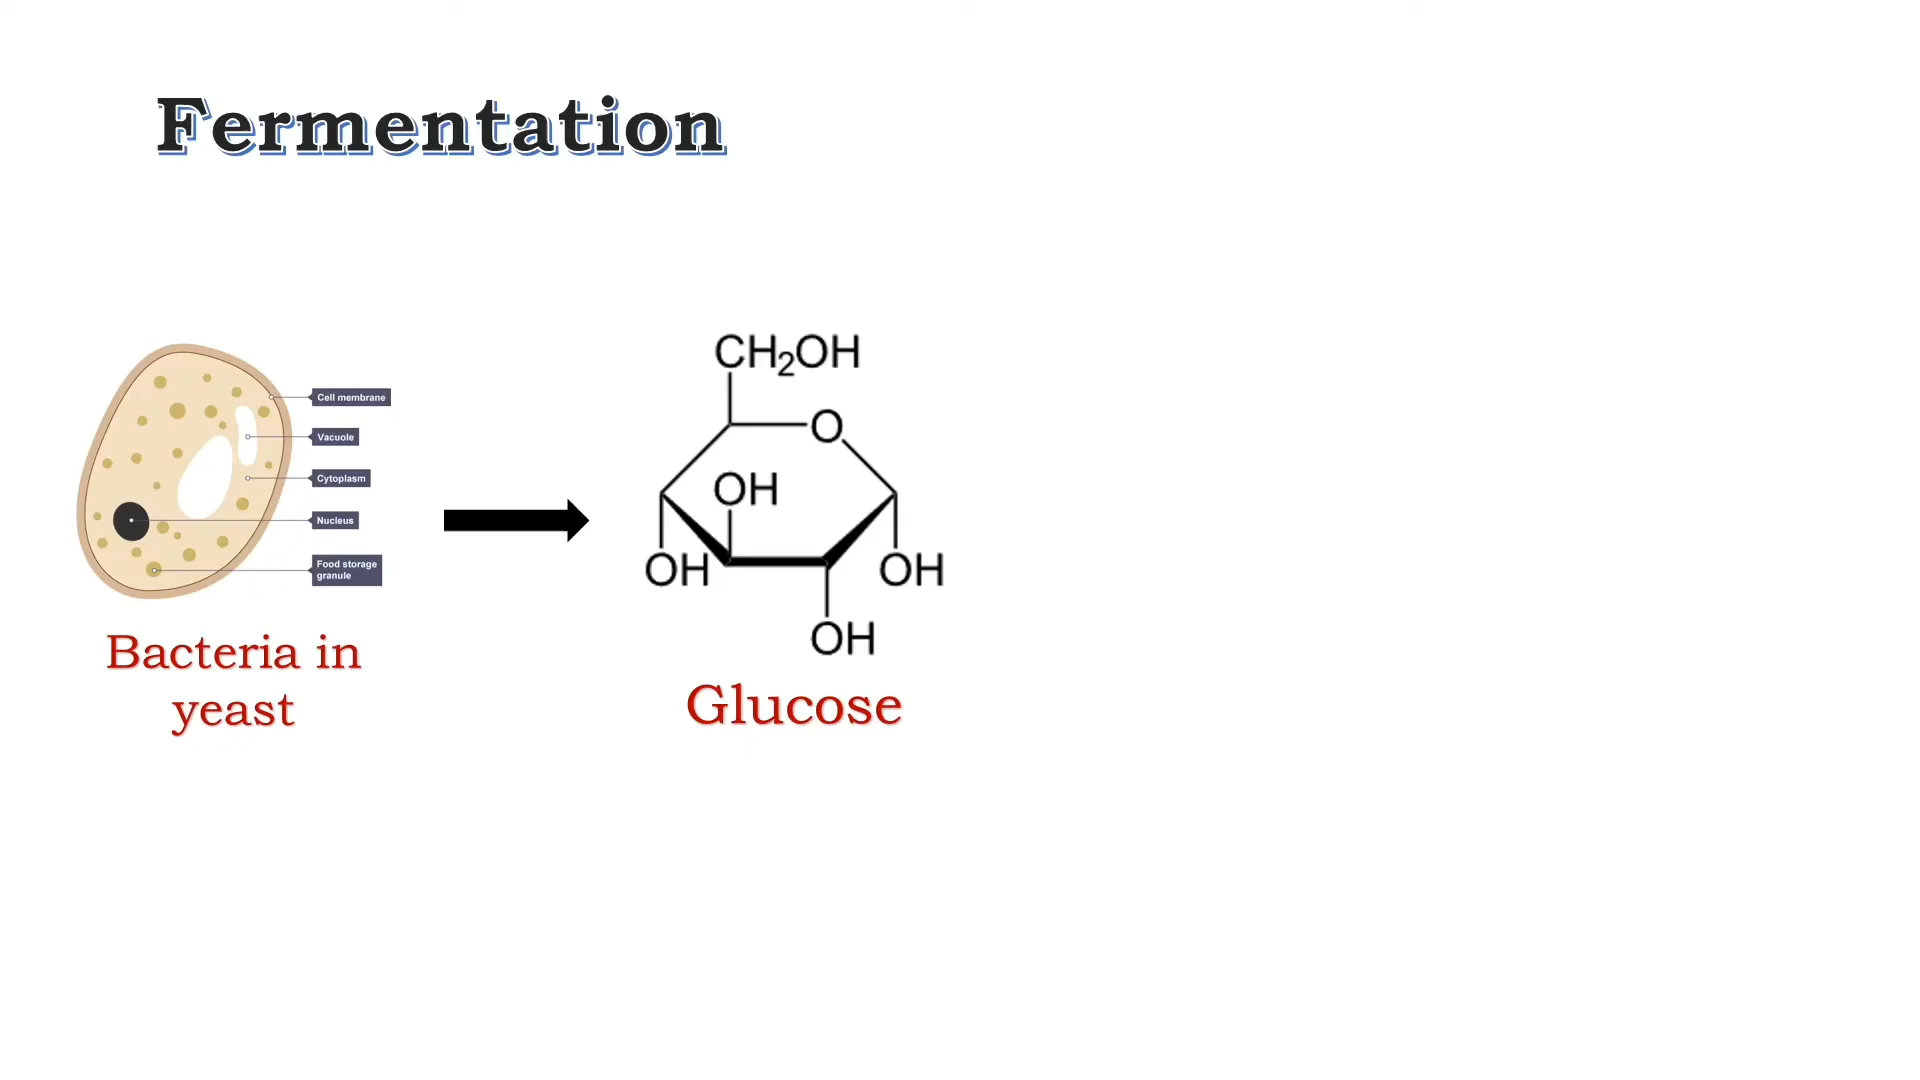 Fermentation
Cell membrane
Vacuole
Cytoplasm
Nucleus
Food storage
granule
Bacteria in
yeast
CH₂OH
O
OH
OH
OH
OH
Glucose